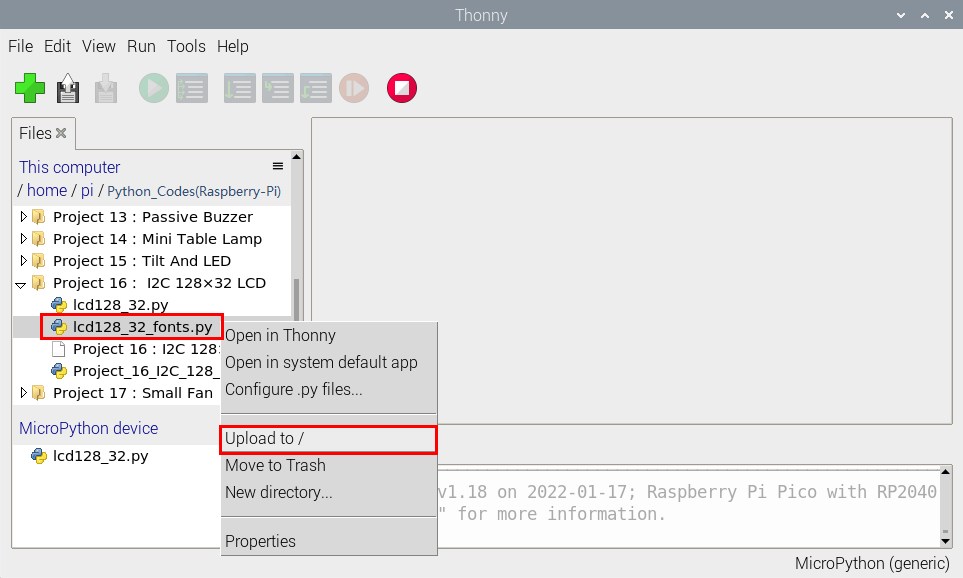 Thonny
File Edit View Run Tools Help
Files
This computer
/ home / pi / Python_Codes(Raspberry-Pi)
Project 13 : Passive Buzzer
Project 14 : Mini Table Lamp
Project 15 : Tilt And LED
Project 16 :  I2C 128×32 LCD
lcd128_32.py
lcd128_32_fonts.py
Project 16 : I2C 128
Project_16_I2C_128_
Project 17 : Small Fan
Open in Thonny
Open in system default app
Configure .py files...
Upload to /
Move to Trash
New directory...
Properties
MicroPython device
lcd128_32.py
v1.18 on 2022-01-17; Raspberry Pi Pico with RP2040
" for more information.
MicroPython (generic)